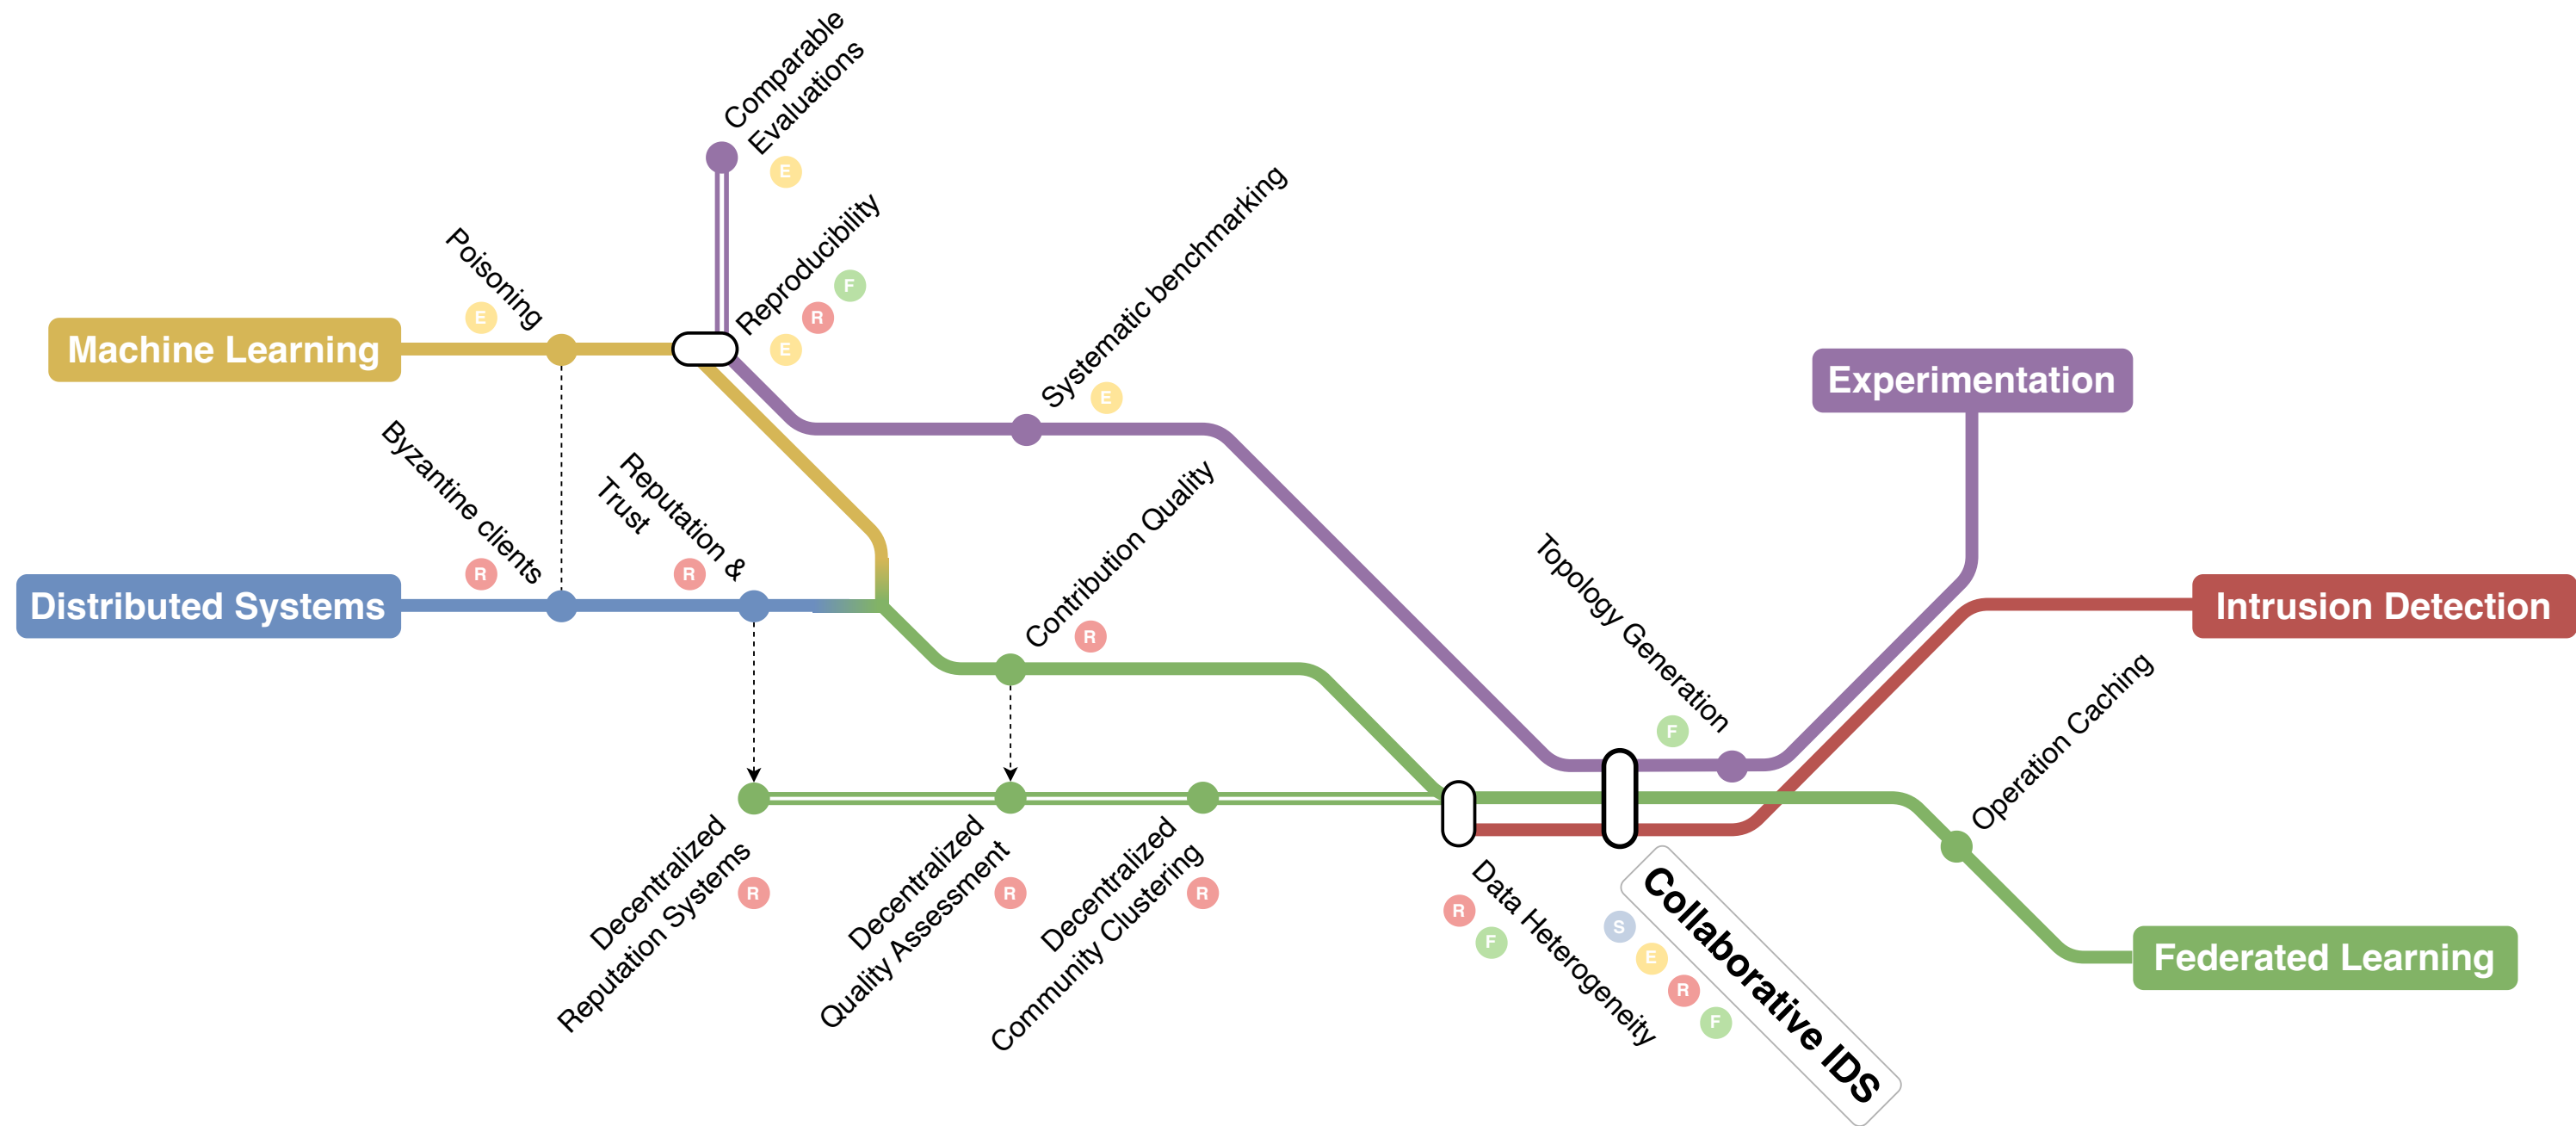 Comparable
Evaluations
E
Poisoning
E
Reproducibility
F
R
E
Machine Learning
Systematic benchmarking
E
Experimentation
Byzantine clients
R
Reputation &
Trust
R
Distributed Systems
Contribution Quality
R
Topology Generation
F
Intrusion Detection
Operation Caching
Decentralized
Reputation Systems
R
Decentralized
Quality Assessment
R
Decentralized
Community Clustering
R
Data Heterogeneity
R
F
Collaborative IDS
S
E
R
F
Federated Learning